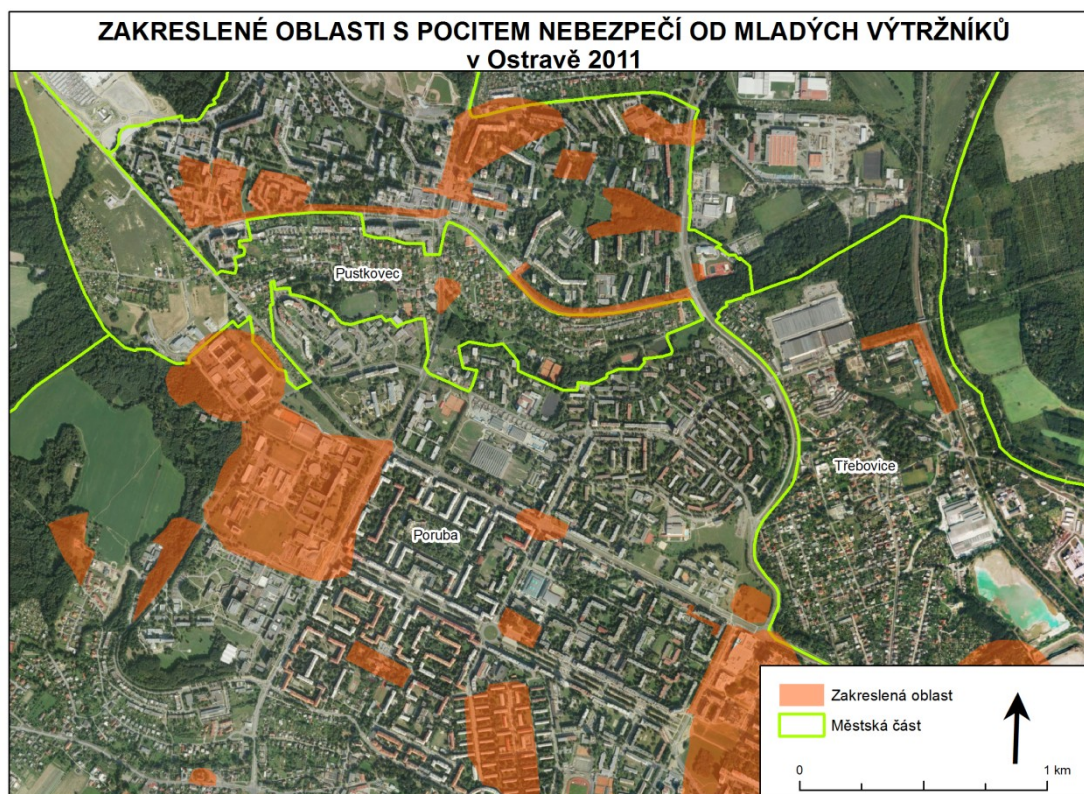 ZAKRESLENÉ OBLASTI S POCITEM NEBEZPEČÍ OD MLADÝCH VÝTRŽNÍKŮ
v Ostravě 2011
Pustkovec
Třebovice
Poruba
Zakreslená oblast
Městská část
0 1 km